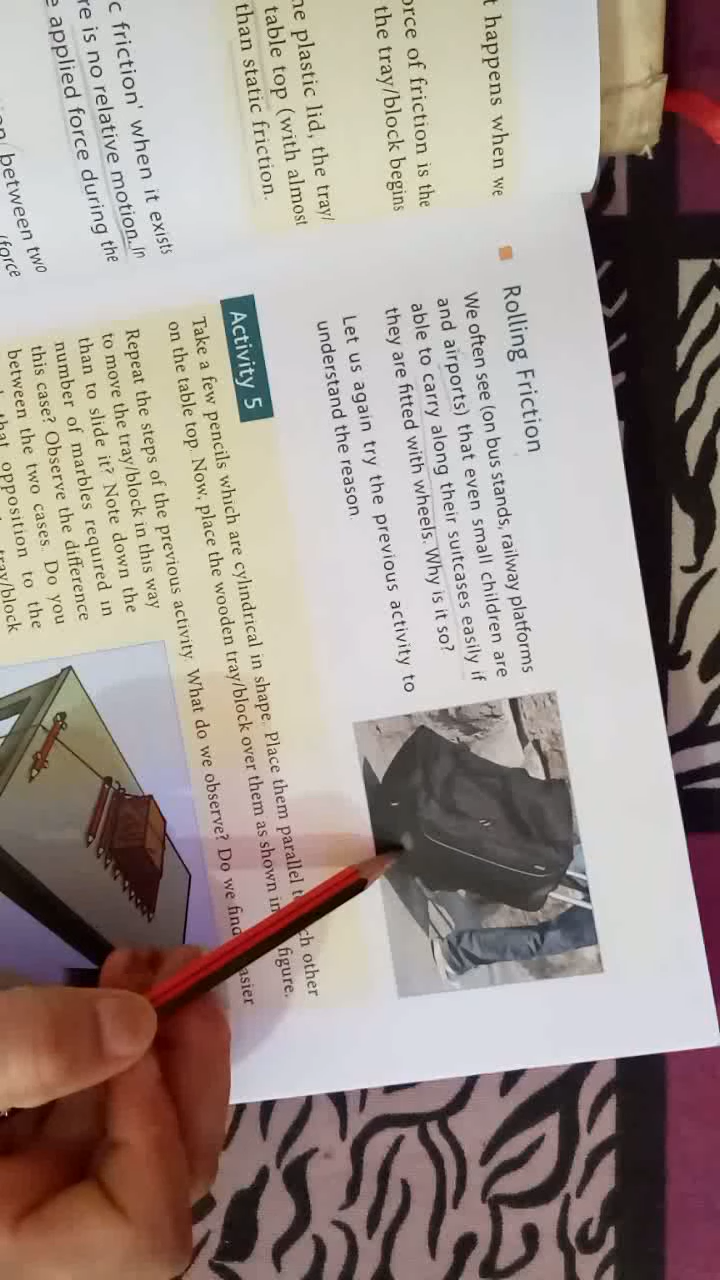 t happens when we
orce of friction is the
the tray/block begins
ne plastic lid, the tray/
table top (with almost
than static friction.
c friction' when it exists
re is no relative motion. In
applied force during the
between two
Rolling Friction
We often see (on bus stands, railway platforms
and airports) that even small children are
able to carry along their suitcases easily if
they are fitted with wheels. Why is it so?
Let us again try the previous activity to
understand the reason.
Activity 5
Take a few pencils which are cylindrical in shape. Place them parallel t ch other
on the table top. Now, place the wooden tray/block over them as shown in figure.
Repeat the steps of the previous activity. What do we observe? Do we find asier
to move the tray/block in this way
than to slide it? Note down the
number of marbles required in
this case? Observe the difference
between the two cases. Do you
that opposition to the
tray/block